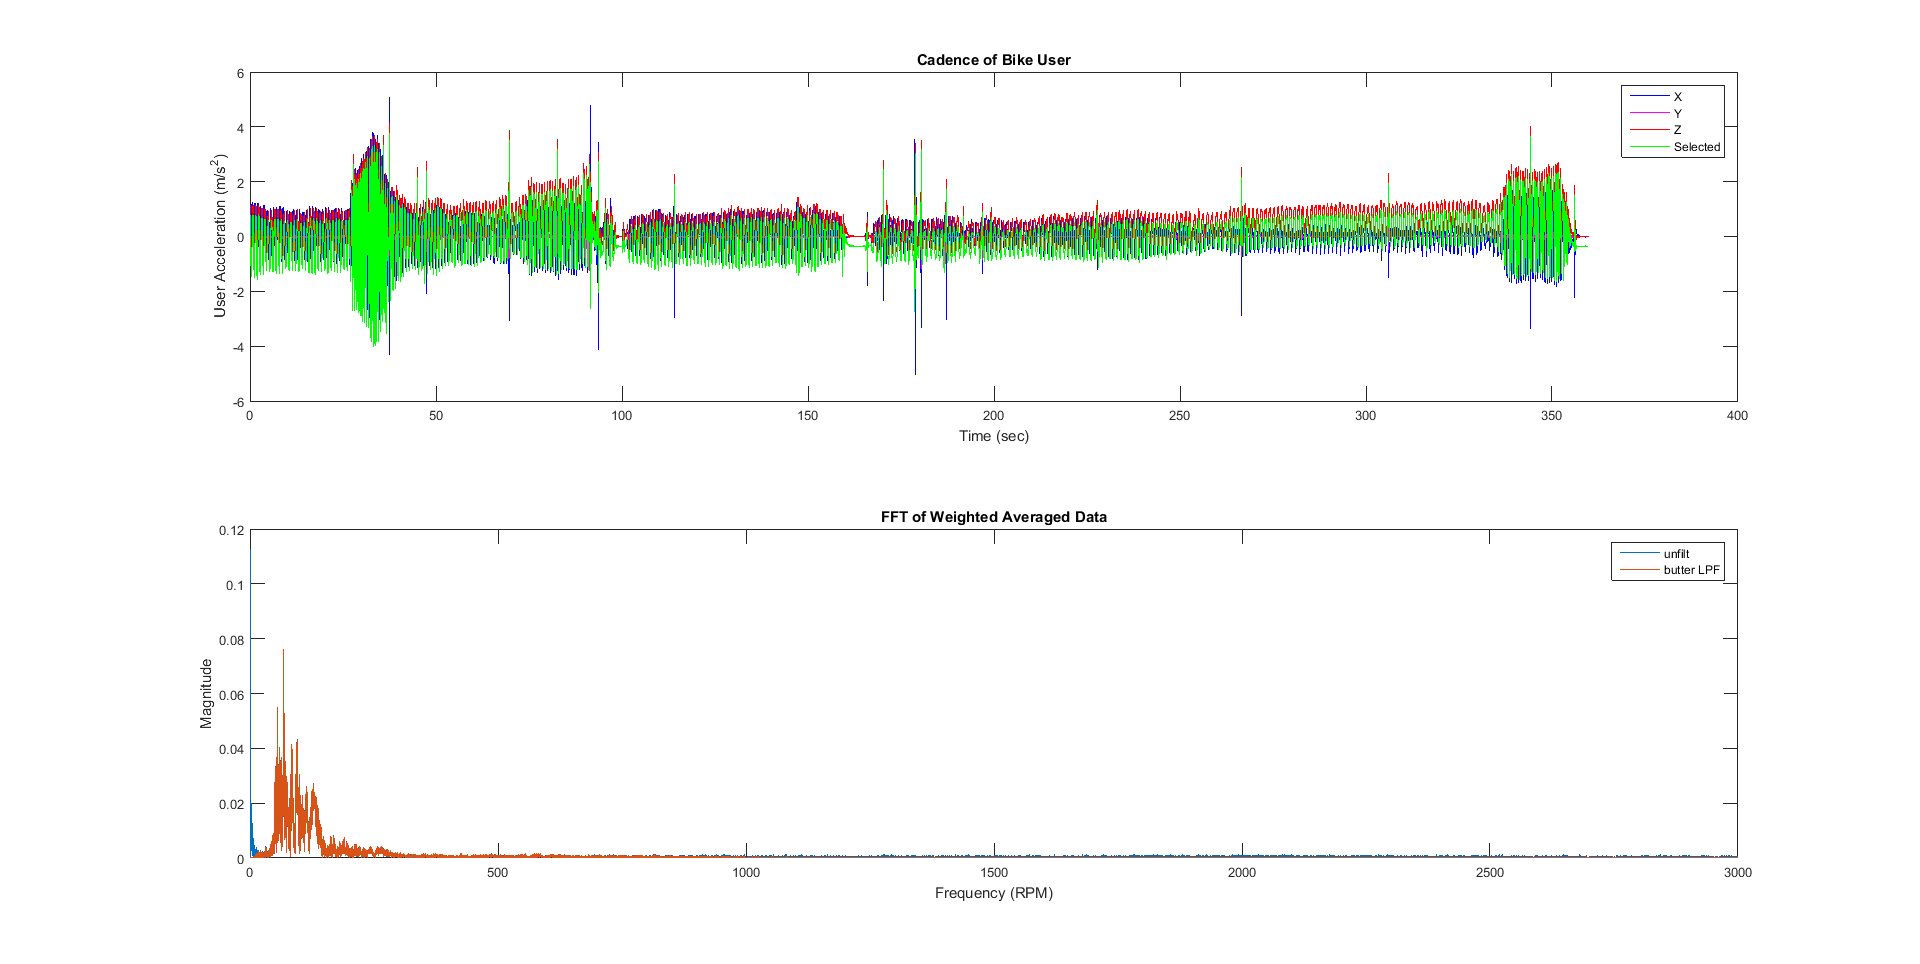 Cadence of Bike User
6
4
2
0
-2
-4
-6
User Acceleration (m/s²)
X
Y
Z
Selected
0 50 100 150 200 250 300 350 400
Time (sec)
FFT of Weighted Averaged Data
0.12
0.1
0.08
0.06
0.04
0.02
0
Magnitude
unfilt
butter LPF
0 500 1000 1500 2000 2500 3000
Frequency (RPM)